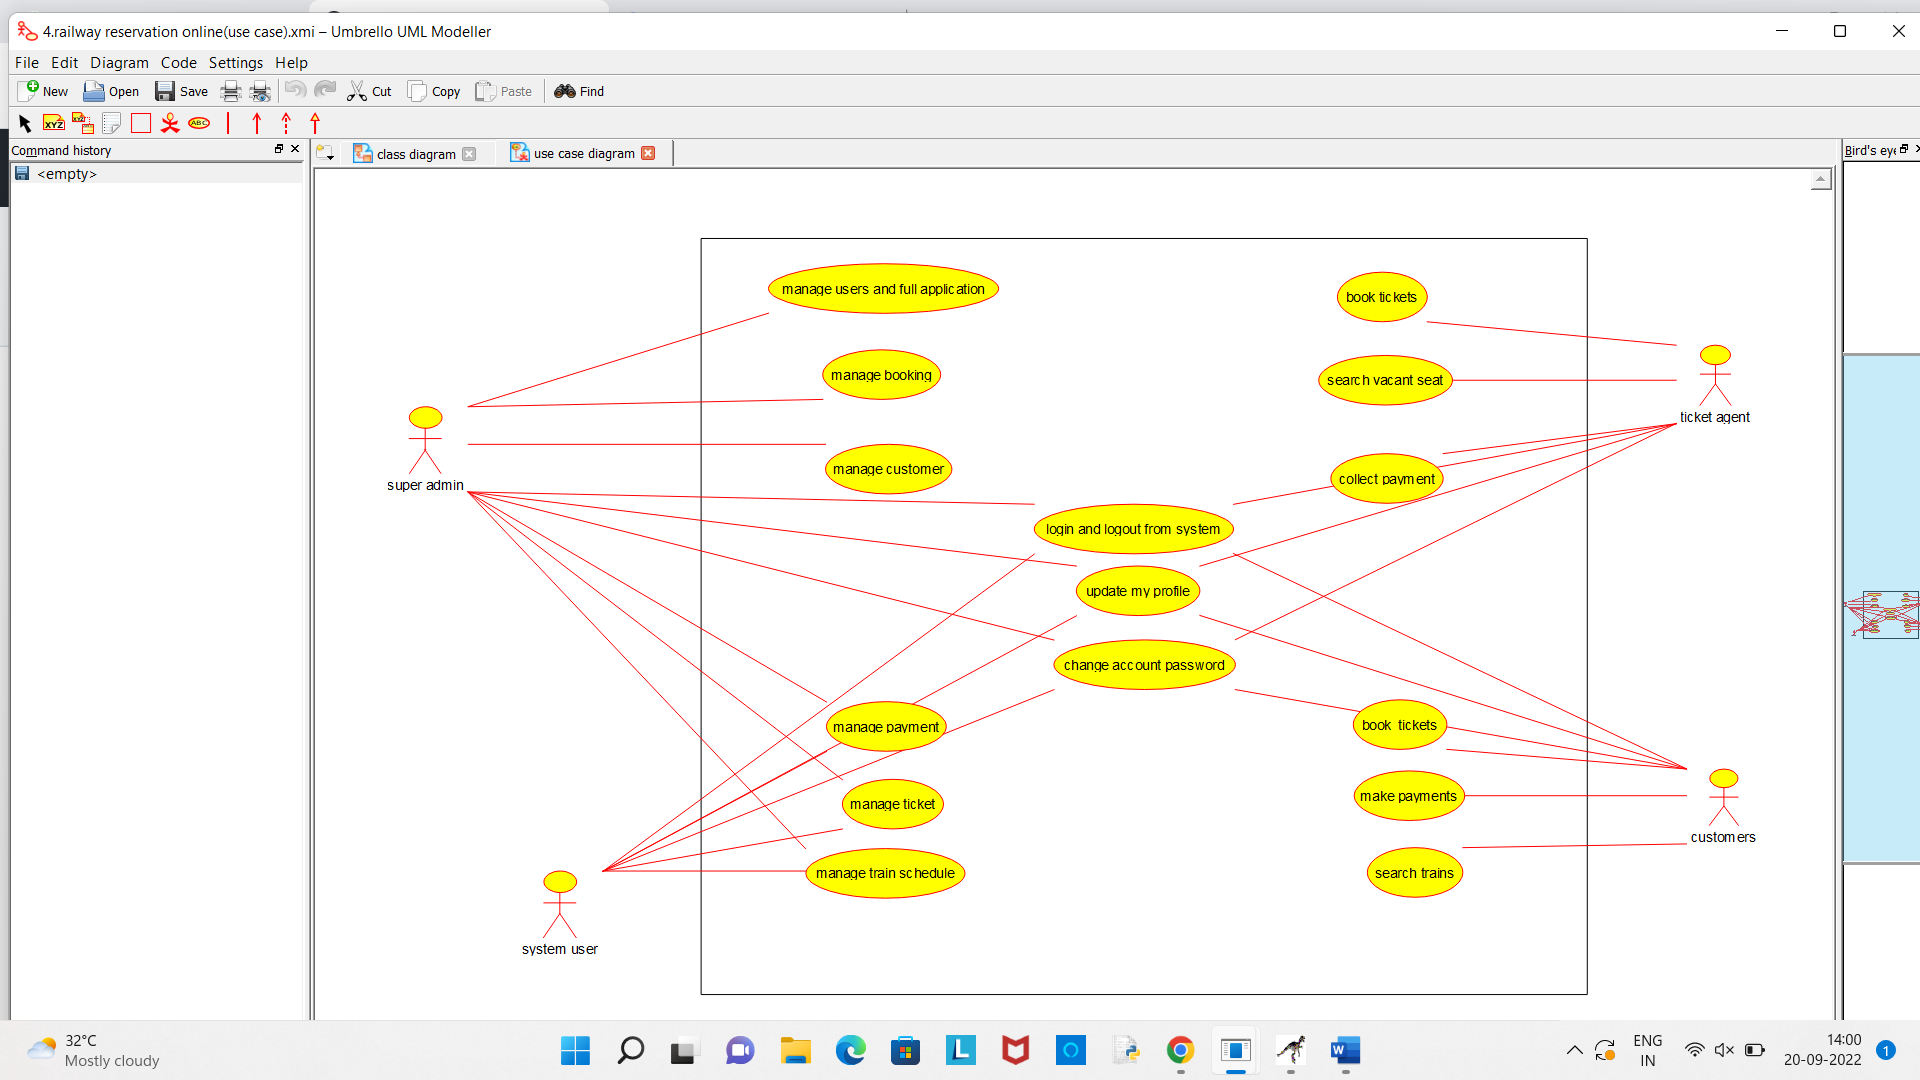 4.railway reservation online(use case).xmi – Umbrello UML Modeller
File Edit Diagram Code Settings Help
New Open Save Cut Copy Paste Find
XYZ XYZ ABC
Command history
class diagram
use case diagram
Bird's eye
<empty>
manage users and full application
book tickets
manage booking
search vacant seat
ticket agent
manage customer
super admin
collect payment
login and logout from system
update my profile
change account password
manage payment
book  tickets
manage ticket
make payments
customers
manage train schedule
search trains
system user
32°C
Mostly cloudy
L
W
ENG
IN
14:00
20-09-2022
1